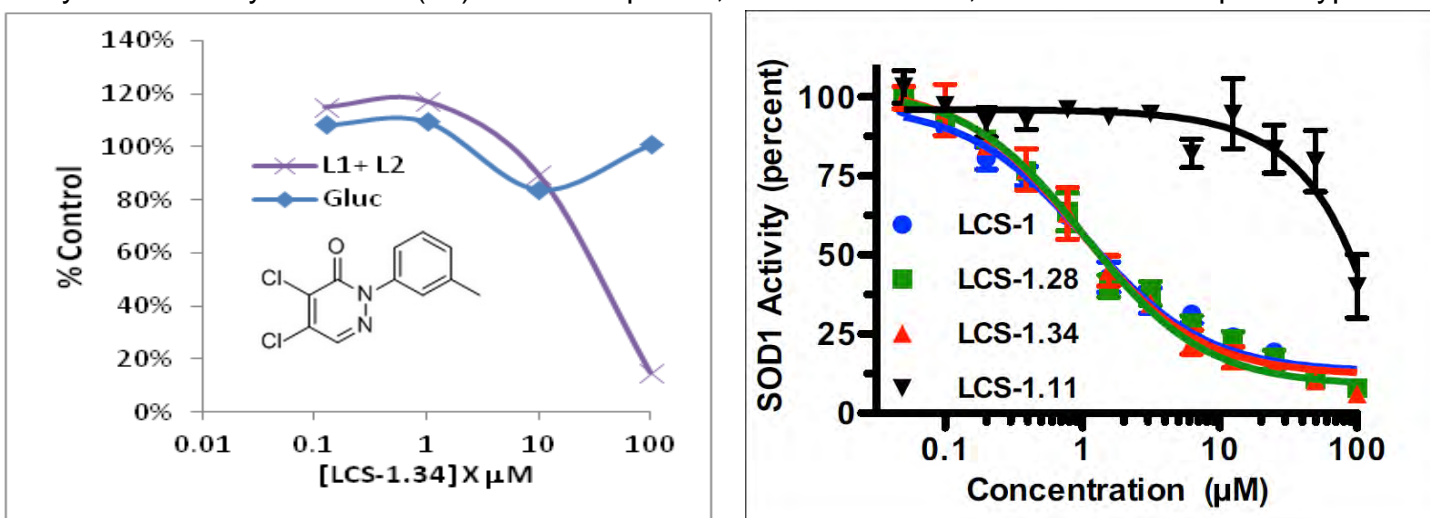 140%
120%
100%
80%
60%
40%
20%
0%
0.01 0.1 1 10 100
% Control
[LCS-1.34] X µM
L1+ L2
Gluc
O
Cl
N
N
Cl
100
75
50
25
0
0.1 1 10 100
SOD1 Activity (percent)
Concentration (µM)
LCS-1
LCS-1.28
LCS-1.34
LCS-1.11